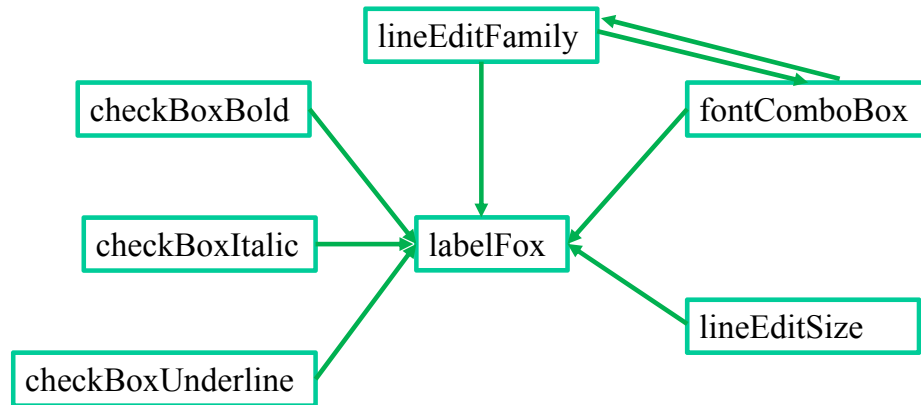 lineEditFamily
checkBoxBold
fontComboBox
checkBoxItalic
labelFox
lineEditSize
checkBoxUnderline